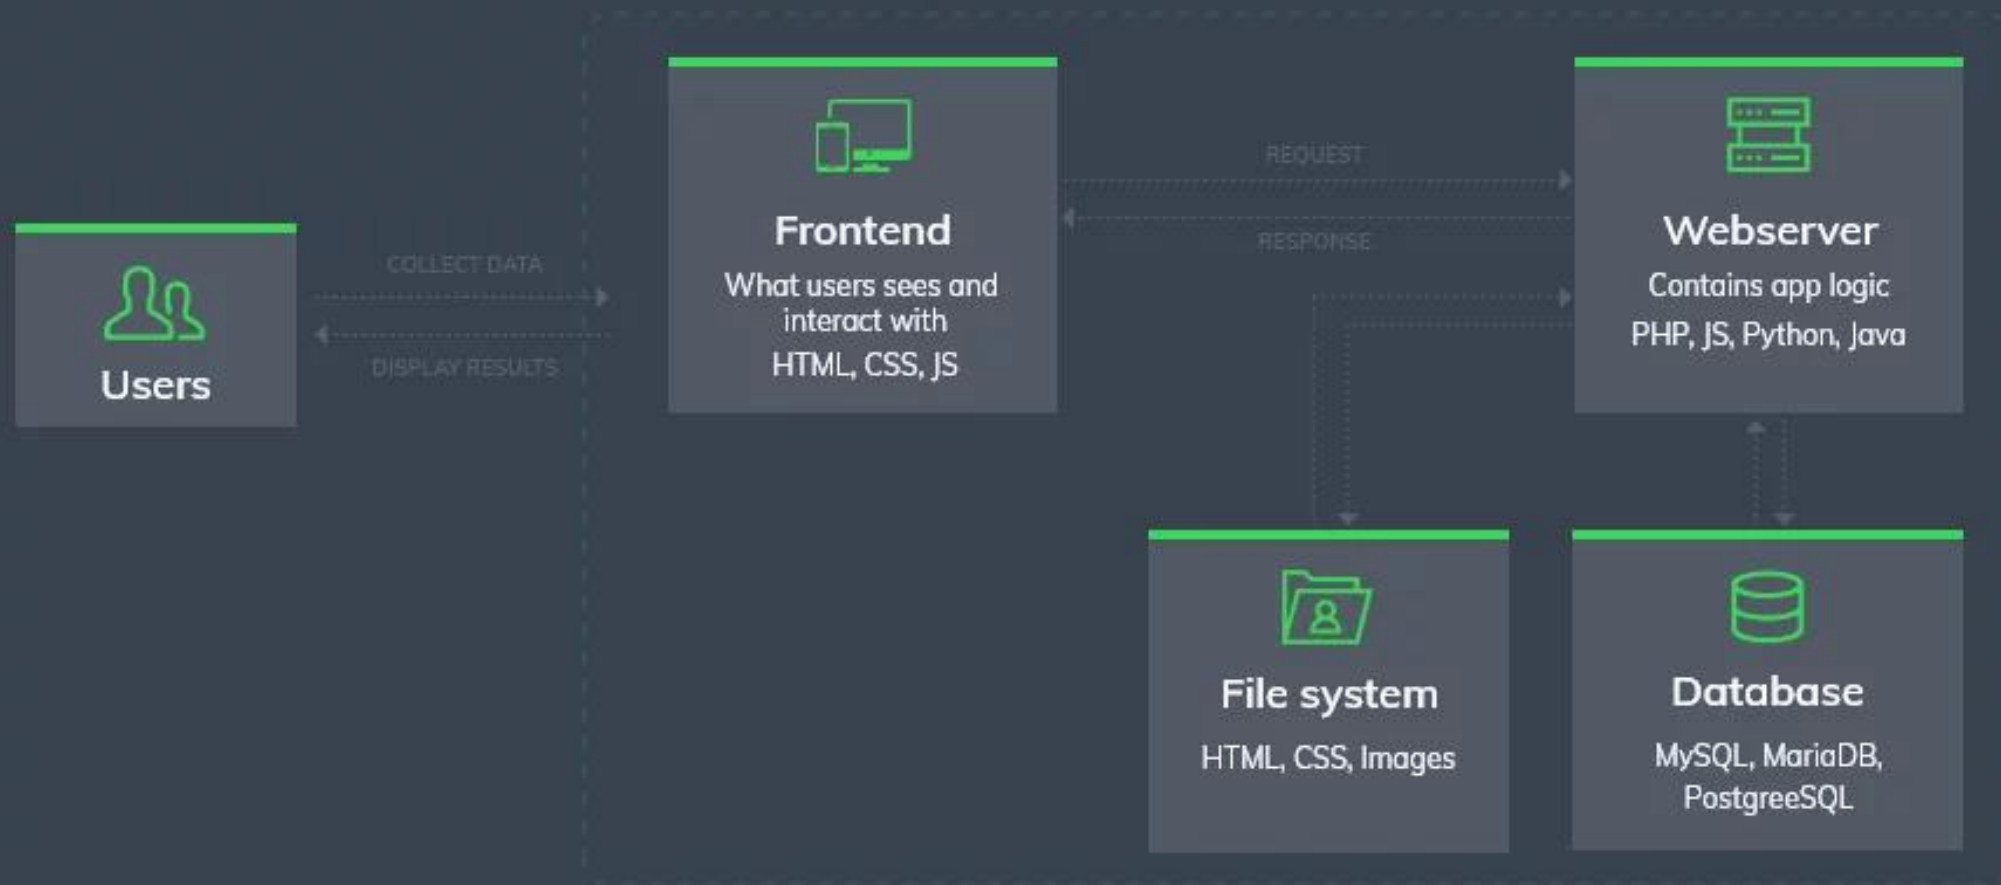 Users
COLLECT DATA
DISPLAY RESULTS
Frontend
What users sees and
interact with
HTML, CSS, JS
REQUEST
RESPONSE
Webserver
Contains app logic
PHP, JS, Python, Java
File system
HTML, CSS, Images
Database
MySQL, MariaDB,
PostgreeSQL